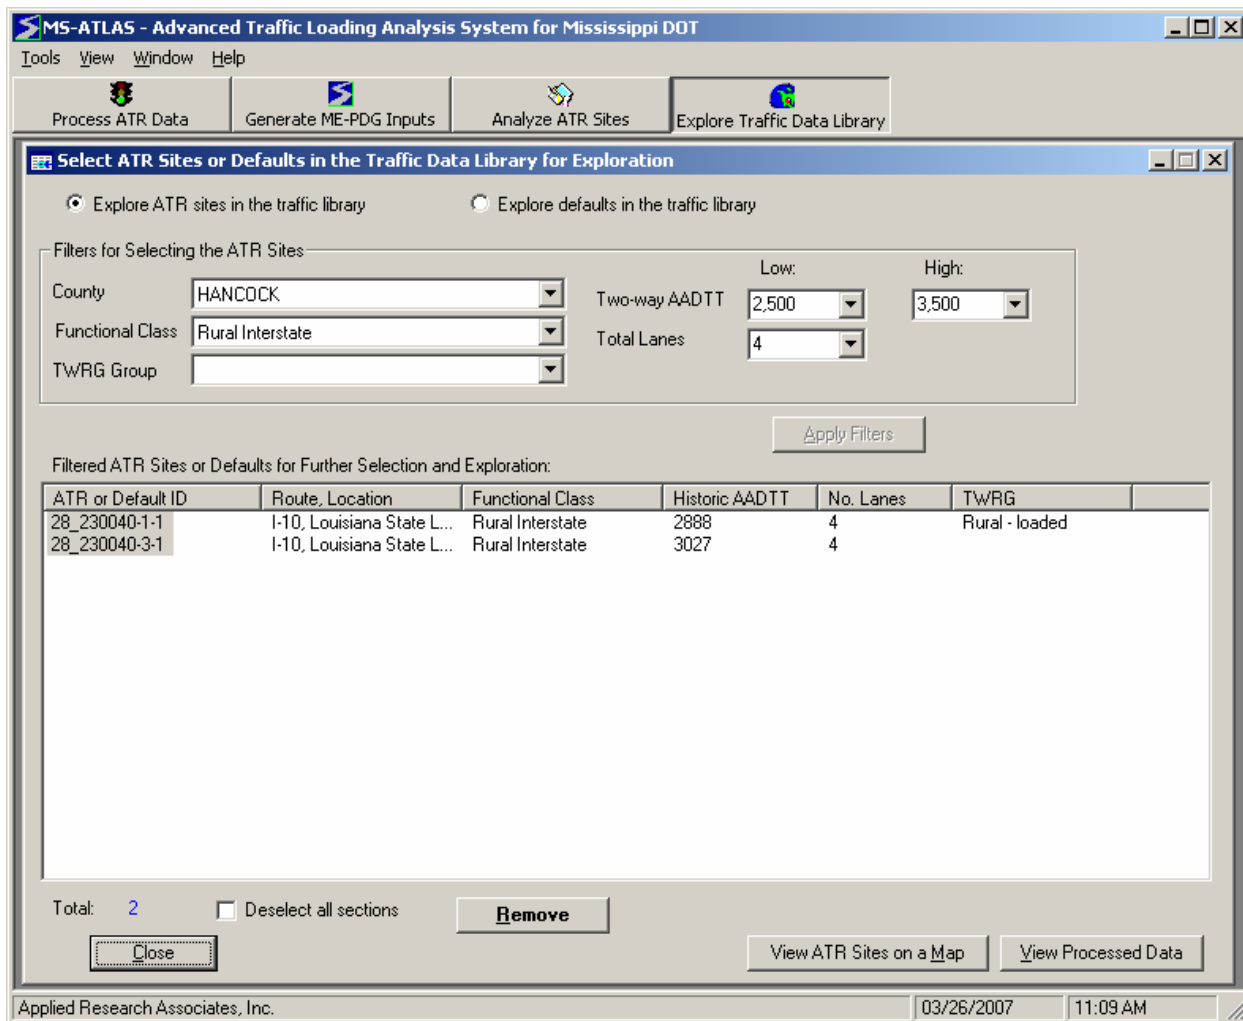 MS-ATLAS - Advanced Traffic Loading Analysis System for Mississippi DOT
Tools View Window Help
Process ATR Data Generate ME-PDG Inputs Analyze ATR Sites Explore Traffic Data Library
Select ATR Sites or Defaults in the Traffic Data Library for Exploration
Explore ATR sites in the traffic library Explore defaults in the traffic library
Filters for Selecting the ATR Sites
Low: High:
County HANCOCK Two-way AADTT 2,500 3,500
Functional Class Rural Interstate Total Lanes 4
TWRG Group
Apply Filters
Filtered ATR Sites or Defaults for Further Selection and Exploration:
ATR or Default ID Route, Location Functional Class Historic AADTT No. Lanes TWRG
28_230040-1-1 I-10, Louisiana State L... Rural Interstate 2888 4 Rural - loaded
28_230040-3-1 I-10, Louisiana State L... Rural Interstate 3027 4
Total: 2 Deselect all sections Remove
Close View ATR Sites on a Map View Processed Data
Applied Research Associates, Inc. 03/26/2007 11:09 AM